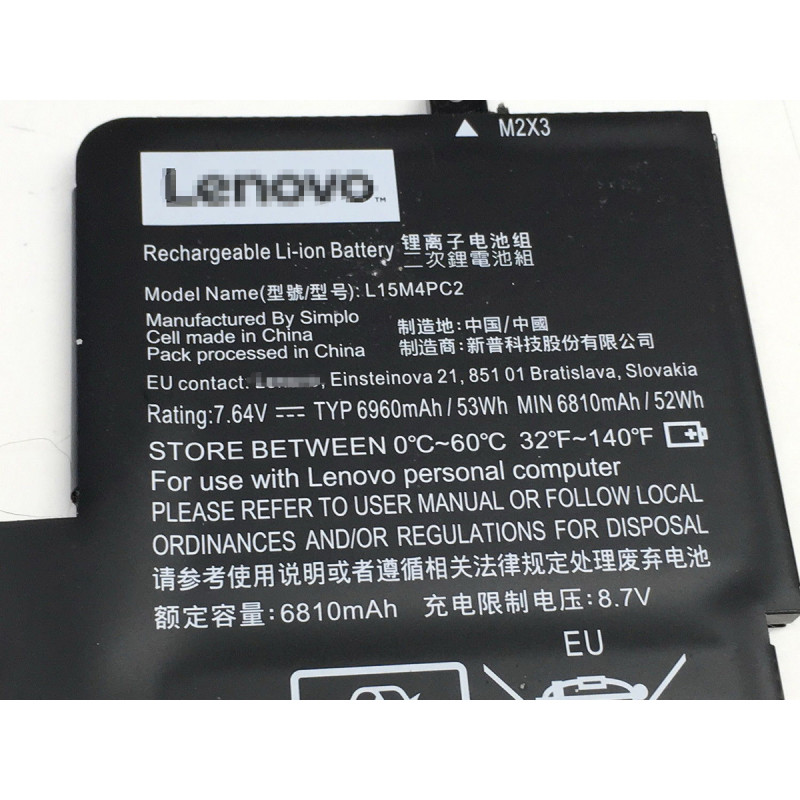 M2X3
Lenovo™
Rechargeable Li-ion Battery 锂离子电池组
二次鋰電池組
Model Name(型號/型号): L15M4PC2
Manufactured By Simplo
Cell made in China 制造地:中国/中國
Pack processed in China 制造商:新普科技股份有限公司
EU contact: Lenovo, Einsteinova 21, 851 01 Bratislava, Slovakia
Rating:7.64V TYP 6960mAh / 53Wh MIN 6810mAh / 52Wh
STORE BETWEEN 0°C~60°C 32°F~140°F
For use with Lenovo personal computer
PLEASE REFER TO USER MANUAL OR FOLLOW LOCAL
ORDINANCES AND/OR REGULATIONS FOR DISPOSAL
请参考使用说明或者遵循相关法律规定处理废弃电池
额定容量:6810mAh 充电限制电压:8.7V
EU